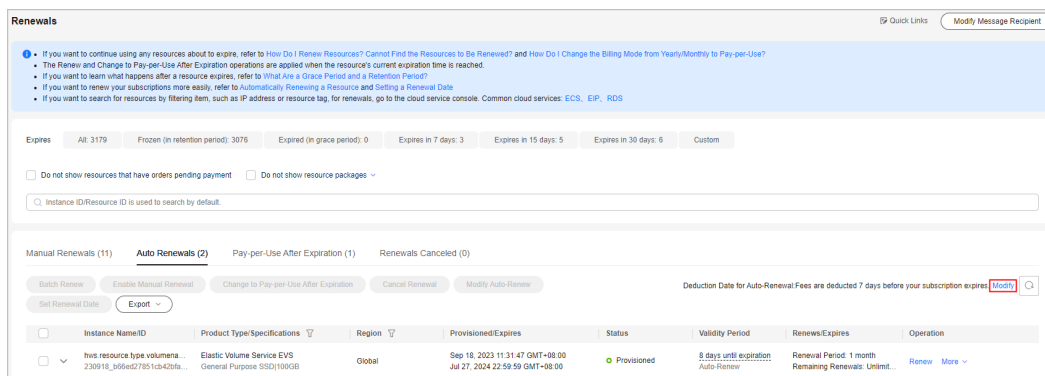 Renewals
Quick Links
Modify Message Recipient
If you want to continue using any resources about to expire, refer to How Do I Renew Resources? Cannot Find the Resources to Be Renewed? and How Do I Change the Billing Mode from Yearly/Monthly to Pay-per-Use?
The Renew and Change to Pay-per-Use After Expiration operations are applied when the resource's current expiration time is reached.
If you want to learn what happens after a resource expires, refer to What Are a Grace Period and a Retention Period?
If you want to renew your subscriptions more easily, refer to Automatically Renewing a Resource and Setting a Renewal Date
If you want to search for resources by filtering item, such as IP address or resource tag, for renewals, go to the cloud service console. Common cloud services: ECS、EIP、RDS
Expires All: 3179 Frozen (in retention period): 3076 Expired (in grace period): 0 Expires in 7 days: 3 Expires in 15 days: 5 Expires in 30 days: 6 Custom
Do not show resources that have orders pending payment Do not show resource packages
Instance ID/Resource ID is used to search by default.
Manual Renewals (11) Auto Renewals (2) Pay-per-Use After Expiration (1) Renewals Canceled (0)
Batch Renew Enable Manual Renewal Change to Pay-per-Use After Expiration Cancel Renewal Modify Auto-Renew
Deduction Date for Auto-Renewal:Fees are deducted 7 days before your subscription expires. Modify
Set Renewal Date Export
Instance Name/ID Product Type/Specifications Region Provisioned/Expires Status Validity Period Renews/Expires Operation
hws.resource.type.volumena... Elastic Volume Service EVS Global Sep 18, 2023 11:31:47 GMT+08:00 Provisioned 8 days until expiration Renewal Period: 1 month Renew More
230918_b66ed27851cb42bfa... General Purpose SSD|100GB Jul 27, 2024 22:59:59 GMT+08:00 Auto-Renew Remaining Renewals: Unlimit...